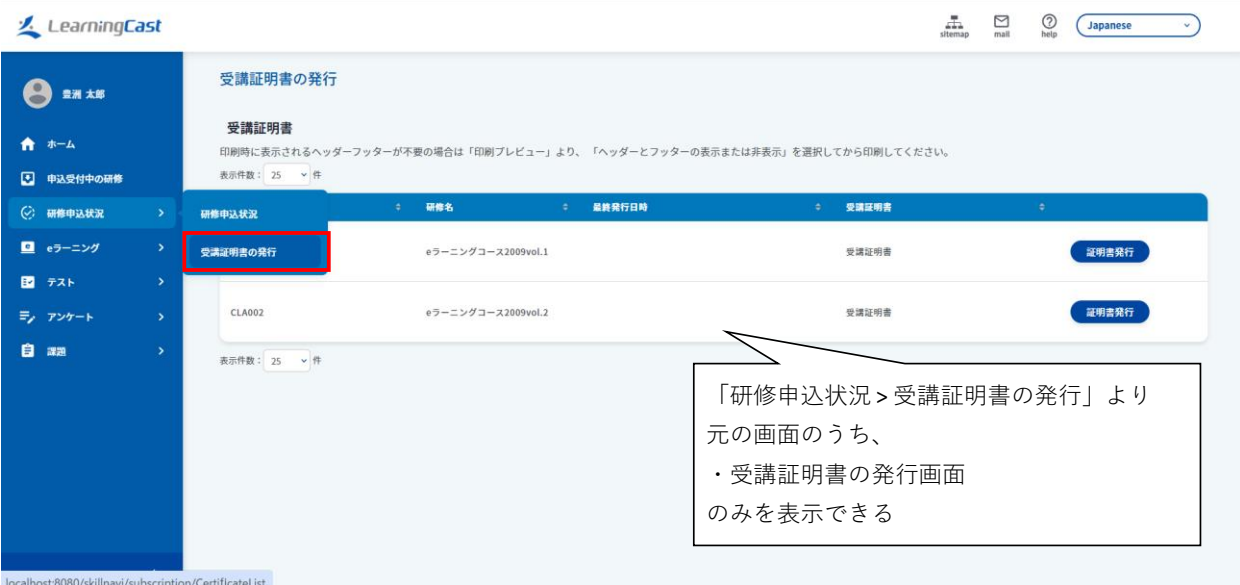 LearningCast
sitemap
mail
help
Japanese
豊洲 太郎
ホーム
申込受付中の研修
研修申込状況
eラーニング
テスト
アンケート
課題
研修申込状況
受講証明書の発行
受講証明書の発行
受講証明書
印刷時に表示されるヘッダーフッターが不要の場合は「印刷プレビュー」より、「ヘッダーとフッターの表示または非表示」を選択してから印刷してください。
表示件数： 25 件
研修名 最終発行日時 受講証明書
eラーニングコース2009vol.1 受講証明書 証明書発行
CLA002 eラーニングコース2009vol.2 受講証明書 証明書発行
表示件数： 25 件
「研修申込状況＞受講証明書の発行」より
元の画面のうち、
・受講証明書の発行画面
のみを表示できる
localhost:8080/skillnavi/subscription/CertificateList